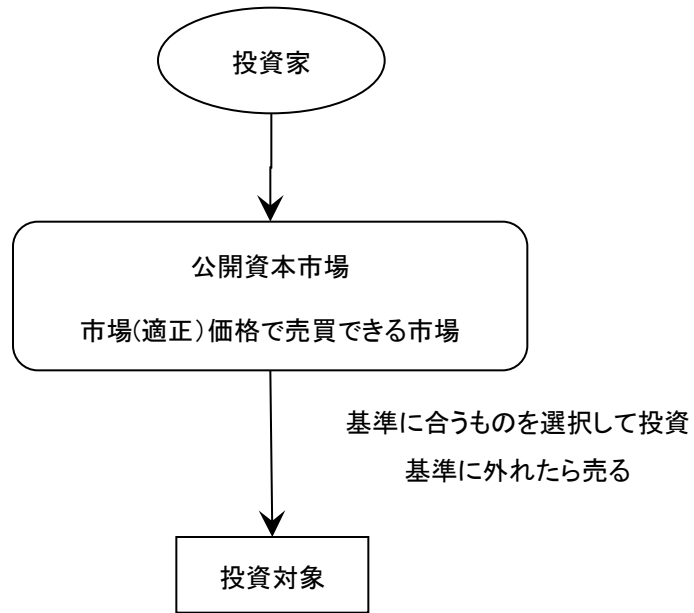 投資家
公開資本市場
市場(適正）価格で売買できる市場
基準に合うものを選択して投資
基準に外れたら売る
投資対象